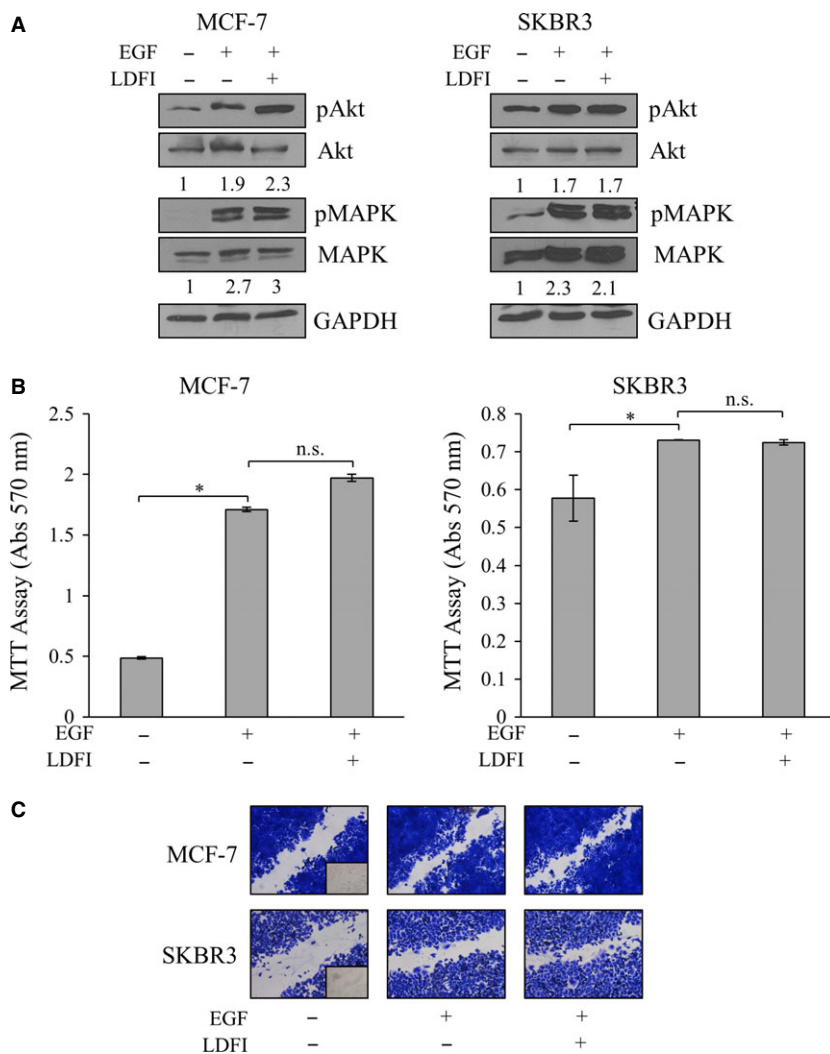 A
MCF-7
EGF – + +
LDFI – – +
pAkt
Akt
1 1.9 2.3
pMAPK
MAPK
1 2.7 3
GAPDH
SKBR3
EGF – + +
LDFI – – +
pAkt
Akt
1 1.7 1.7
pMAPK
MAPK
1 2.3 2.1
GAPDH
B
MCF-7
MTT Assay (Abs 570 nm)
2.5
2
1.5
1
0.5
0
*
n.s.
EGF – + +
LDFI – – +
SKBR3
MTT Assay (Abs 570 nm)
0.8
0.7
0.6
0.5
0.4
0.3
0.2
0.1
0
*
n.s.
EGF – + +
LDFI – – +
C
MCF-7
SKBR3
EGF – + +
LDFI – – +